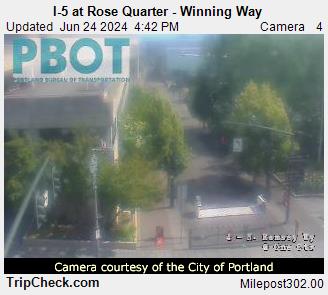 I-5 at Rose Quarter - Winning Way
Updated Jun 24 2024 4:42 PM Camera 4
PBOT
PORTLAND BUREAU OF TRANSPORTATION
Camera courtesy of the City of Portland
TripCheck.com Milepost302.00